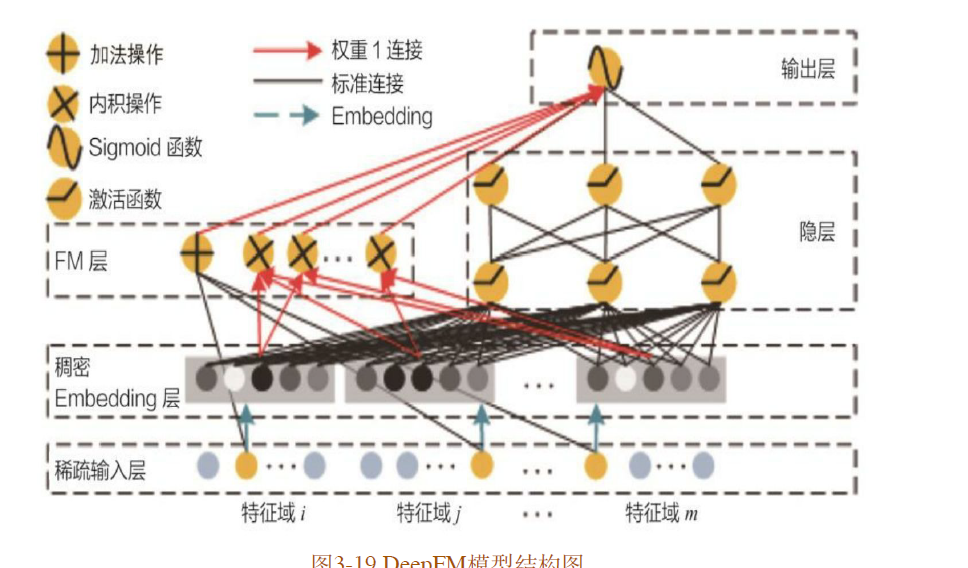 加法操作
内积操作
Sigmoid 函数
激活函数
权重 1 连接
标准连接
Embedding
输出层
隐层
FM 层
稠密
Embedding 层
...
稀疏输入层
特征域 i
特征域 j
...
特征域 m
图3-19 DeepFM模型结构图